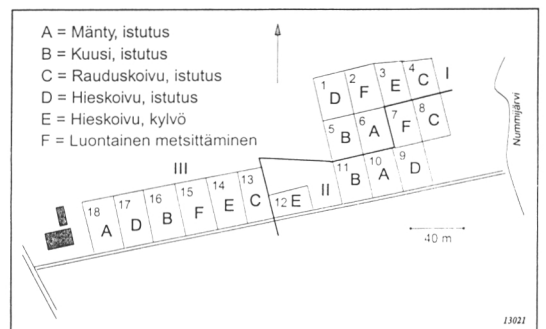 A = Mänty, istutus
B = Kuusi, istutus
C = Rauduskoivu, istutus
D = Hieskoivu, istutus
E = Hieskoivu, kylvö
F = Luontainen metsittäminen
1 D
2 F
3 E
4 C
I
5 B
6 A
7 F
8 C
Nummijärvi
III
18 A
17 D
16 B
15 F
14 E
13 C
12 E
II
11 B
10 A
9 D
40 m
13021